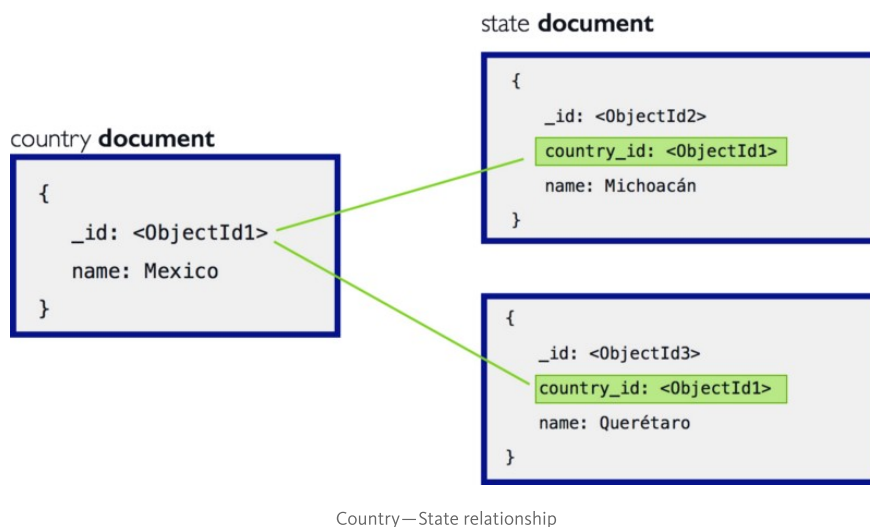 country document
{
_id: <ObjectId1>
name: Mexico
}
state document
{
_id: <ObjectId2>
country_id: <ObjectId1>
name: Michoacán
}
{
_id: <ObjectId3>
country_id: <ObjectId1>
name: Querétaro
}
Country—State relationship